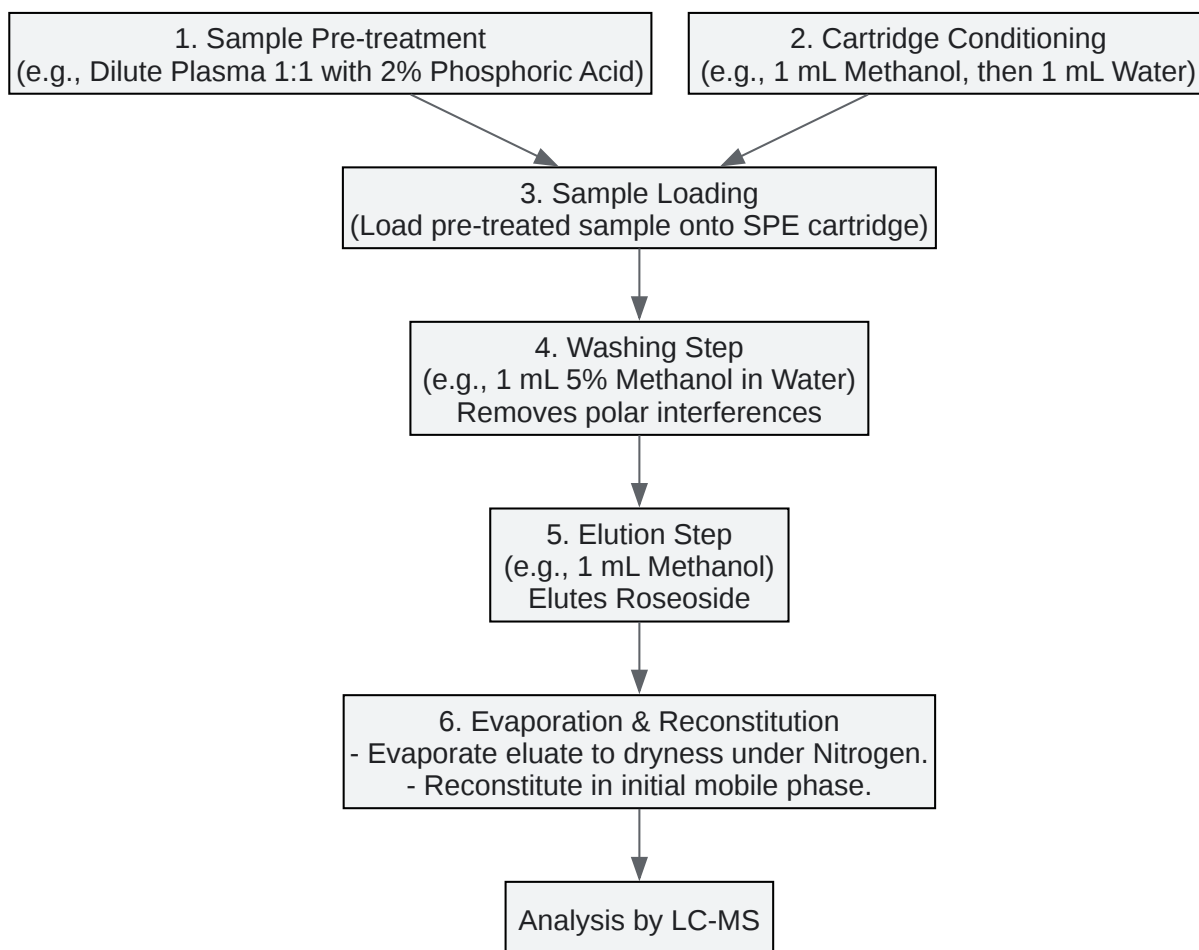 1. Sample Pre-treatment
(e.g., Dilute Plasma 1:1 with 2% Phosphoric Acid)
2. Cartridge Conditioning
(e.g., 1 mL Methanol, then 1 mL Water)
3. Sample Loading
(Load pre-treated sample onto SPE cartridge)
4. Washing Step
(e.g., 1 mL 5% Methanol in Water)
Removes polar interferences
5. Elution Step
(e.g., 1 mL Methanol)
Elutes Roseoside
6. Evaporation & Reconstitution
- Evaporate eluate to dryness under Nitrogen.
- Reconstitute in initial mobile phase.
Analysis by LC-MS